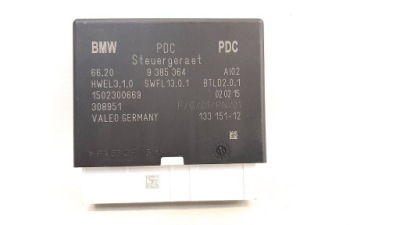 BMW PDC PDC
Steuergeraet
66.20 9 385 364 AI02
HWEL3.1.0 SWFL13.0.1 BTLD2.0.1
1502300669 02.02.15
308951
VALEO GERMANY 133 151-12